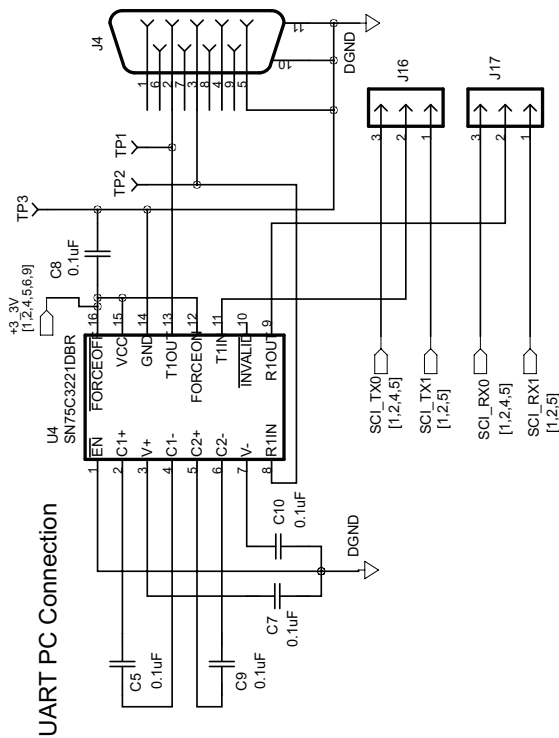 UART PC Connection
+3_3V
[1,2,4,5,6,9]
TP3
TP2
TP1
J4
1
6
2
7
3
8
4
9
5
10
11
DGND
C8
0.1uF
U4
SN75C3221DBR
1
EN
2
C1+
3
V+
4
C1-
5
C2+
6
C2-
7
V-
8
R1IN
16
FORCEOFF
15
VCC
14
GND
13
T1OUT
12
FORCEON
11
T1IN
10
INVALID
9
R1OUT
C5
0.1uF
C9
0.1uF
C7
0.1uF
C10
0.1uF
DGND
J16
3
2
1
J17
3
2
1
SCI_TX0
[1,2,4,5]
SCI_TX1
[1,2,5]
SCI_RX0
[1,2,4,5]
SCI_RX1
[1,2,5]